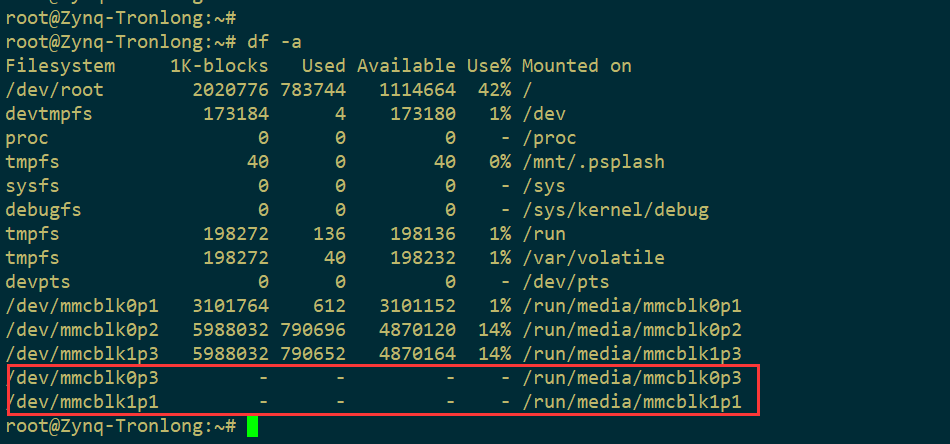 root@Zynq-Tronlong:~#
root@Zynq-Tronlong:~# df -a
Filesystem     1K-blocks   Used Available Use% Mounted on
/dev/root        2020776 783744   1114664  42% /
devtmpfs          173184      4    173180   1% /dev
proc                   0      0         0    - /proc
tmpfs                 40      0        40   0% /mnt/.psplash
sysfs                  0      0         0    - /sys
debugfs                0      0         0    - /sys/kernel/debug
tmpfs             198272    136    198136   1% /run
tmpfs             198272     40    198232   1% /var/volatile
devpts                 0      0         0    - /dev/pts
/dev/mmcblk0p1   3101764    612   3101152   1% /run/media/mmcblk0p1
/dev/mmcblk0p2   5988032 790696   4870120  14% /run/media/mmcblk0p2
/dev/mmcblk1p3   5988032 790652   4870164  14% /run/media/mmcblk1p3
/dev/mmcblk0p3         -      -         -    - /run/media/mmcblk0p3
/dev/mmcblk1p1         -      -         -    - /run/media/mmcblk1p1
root@Zynq-Tronlong:~#